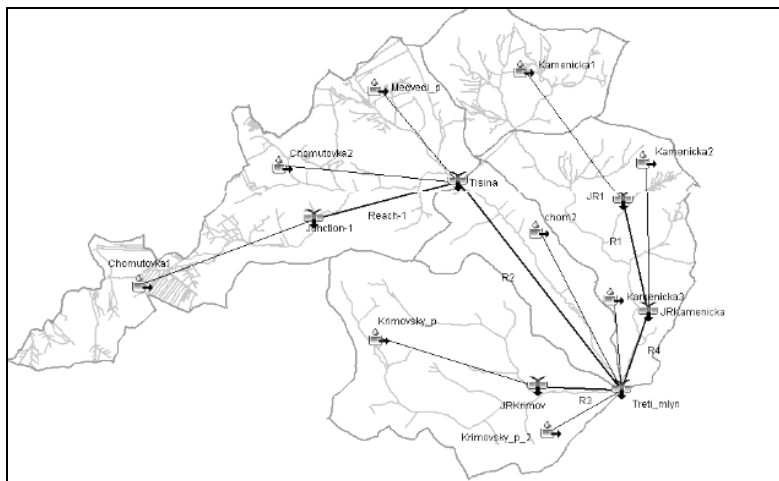 Kamenicka1
Medvedi_p
Chomutovka2
Kamenicka2
Tisina
JR1
Reach-1
chom2
Junction-1
R1
Chomutovka1
R2
Kamenicka3
JRKamenicka
Krimovsky_p
R4
JRKrimov
R3
Treti_mlyn
Krimovsky_p_2